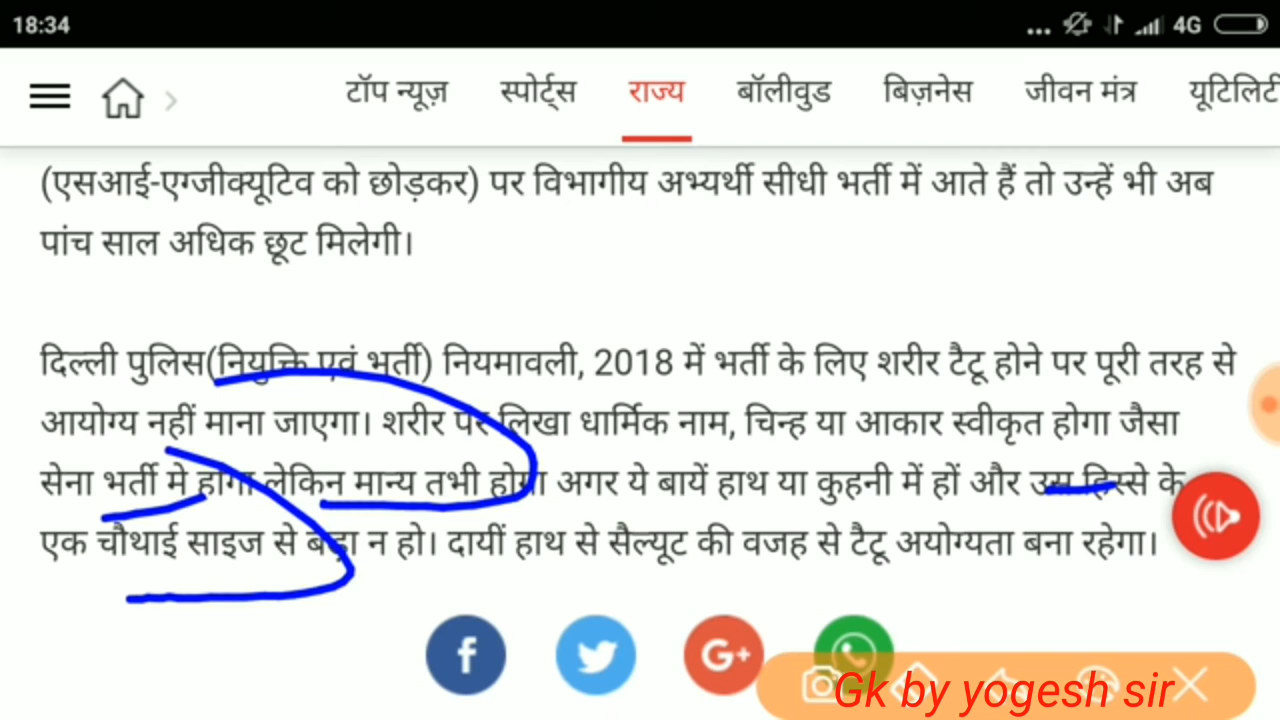 18:34
4G
टॉप न्यूज़ स्पोर्ट्स राज्य बॉलीवुड बिज़नेस जीवन मंत्र यूटिलिटी
(एसआई-एग्जीक्यूटिव को छोड़कर) पर विभागीय अभ्यर्थी सीधी भर्ती में आते हैं तो उन्हें भी अब
पांच साल अधिक छूट मिलेगी।
दिल्ली पुलिस(नियुक्ति एवं भर्ती) नियमावली, 2018 में भर्ती के लिए शरीर टैटू होने पर पूरी तरह से
आयोग्य नहीं माना जाएगा। शरीर पर लिखा धार्मिक नाम, चिन्ह या आकार स्वीकृत होगा जैसा
सेना भर्ती मे होगा लेकिन मान्य तभी होगा अगर ये बायें हाथ या कुहनी में हों और उस हिस्से के
एक चौथाई साइज से बड़ा न हो। दायीं हाथ से सैल्यूट की वजह से टैटू अयोग्यता बना रहेगा।
f G+
Gk by yogesh sir